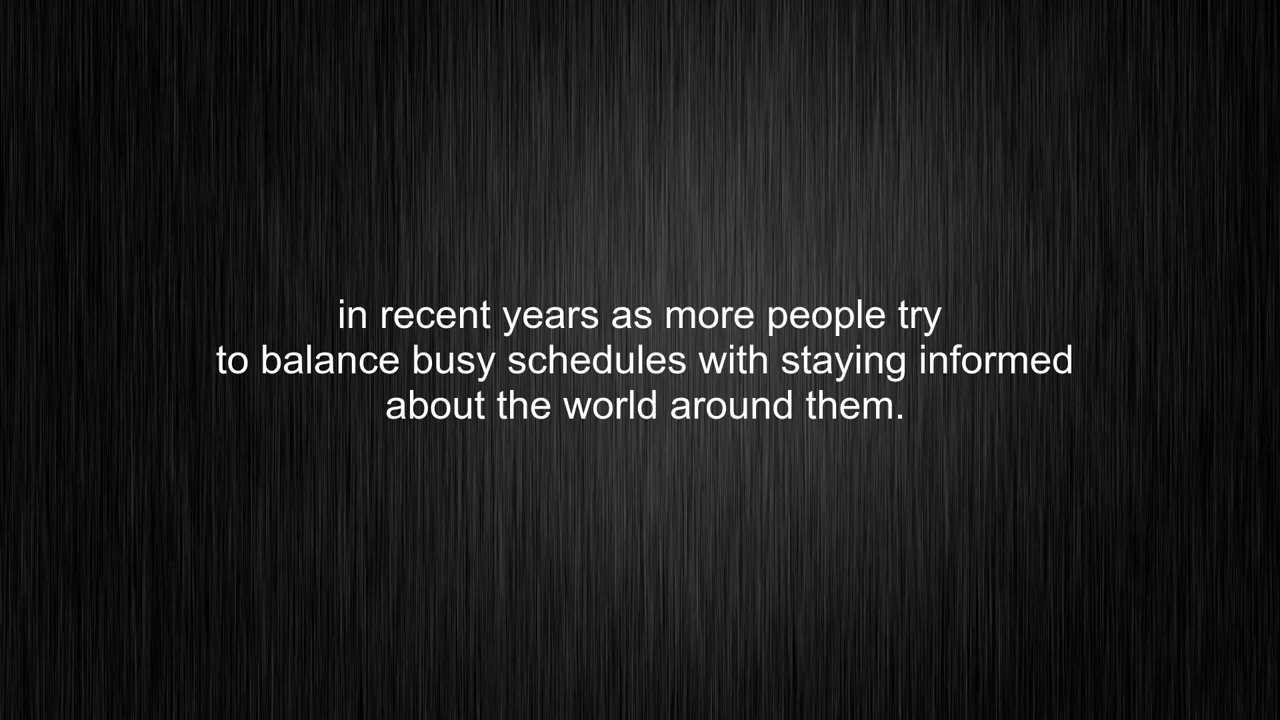 in recent years as more people try
to balance busy schedules with staying informed
about the world around them.